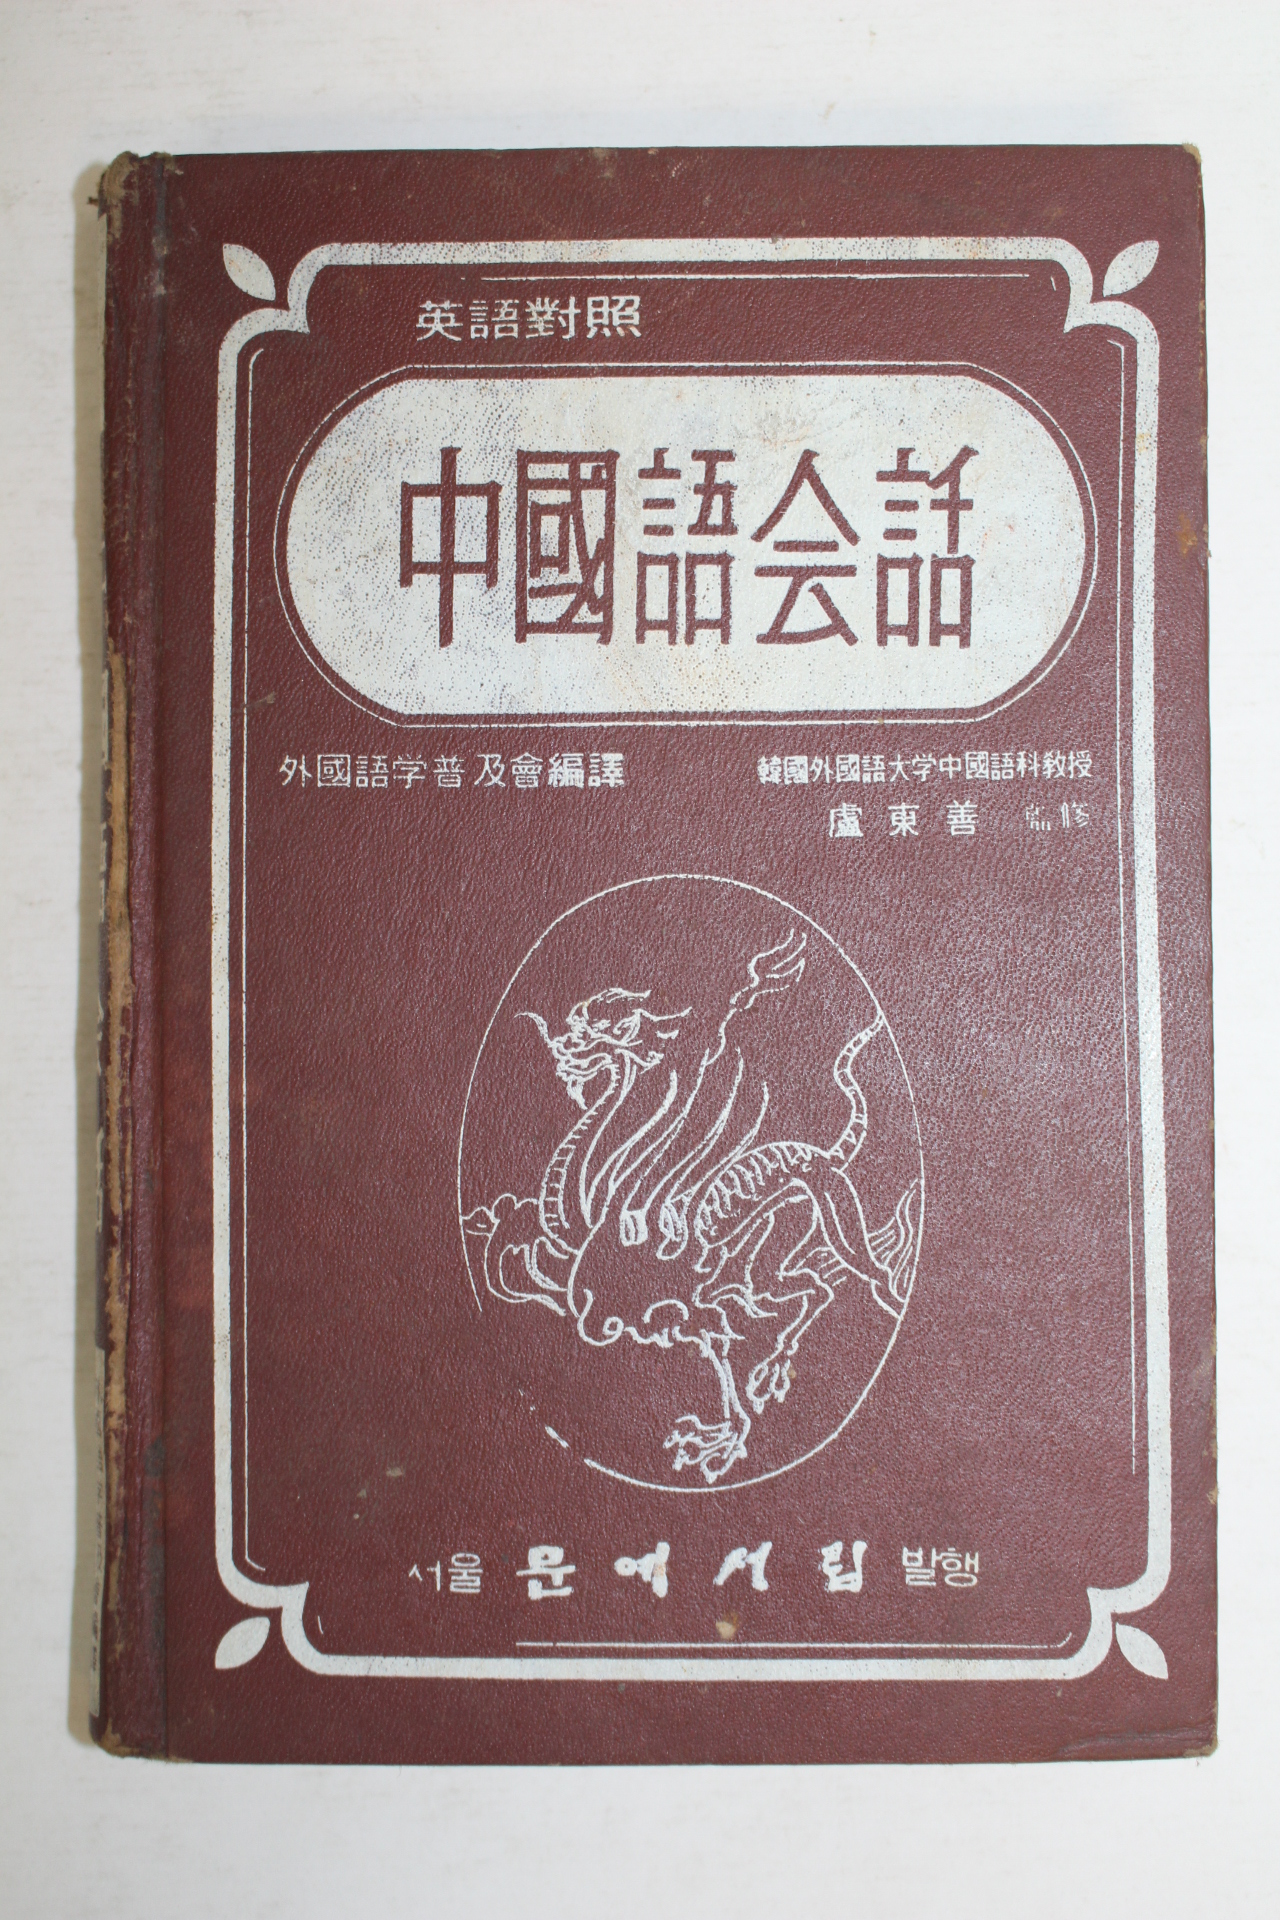 英語對照
中國語会話
外國語学普及會編譯
韓國外國語大学中國語科教授
盧東善 監修
서울 문예서림 발행